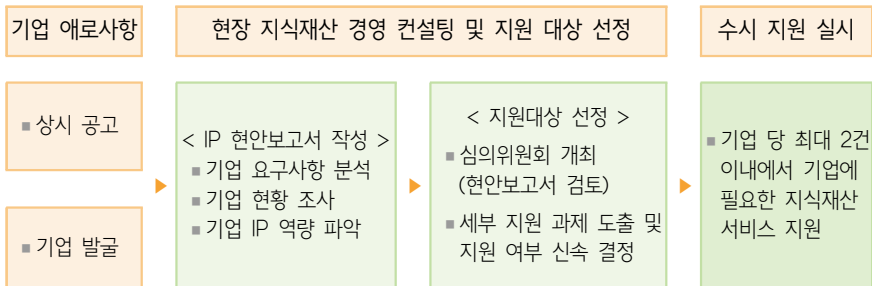 기업 애로사항
현장 지식재산 경영 컨설팅 및 지원 대상 선정
수시 지원 실시
■ 상시 공고
■ 기업 발굴
< IP 현안보고서 작성 >
■ 기업 요구사항 분석
■ 기업 현황 조사
■ 기업 IP 역량 파악
< 지원대상 선정 >
■ 심의위원회 개최
(현안보고서 검토)
■ 세부 지원 과제 도출 및
지원 여부 신속 결정
■ 기업 당 최대 2건
이내에서 기업에
필요한 지식재산
서비스 지원